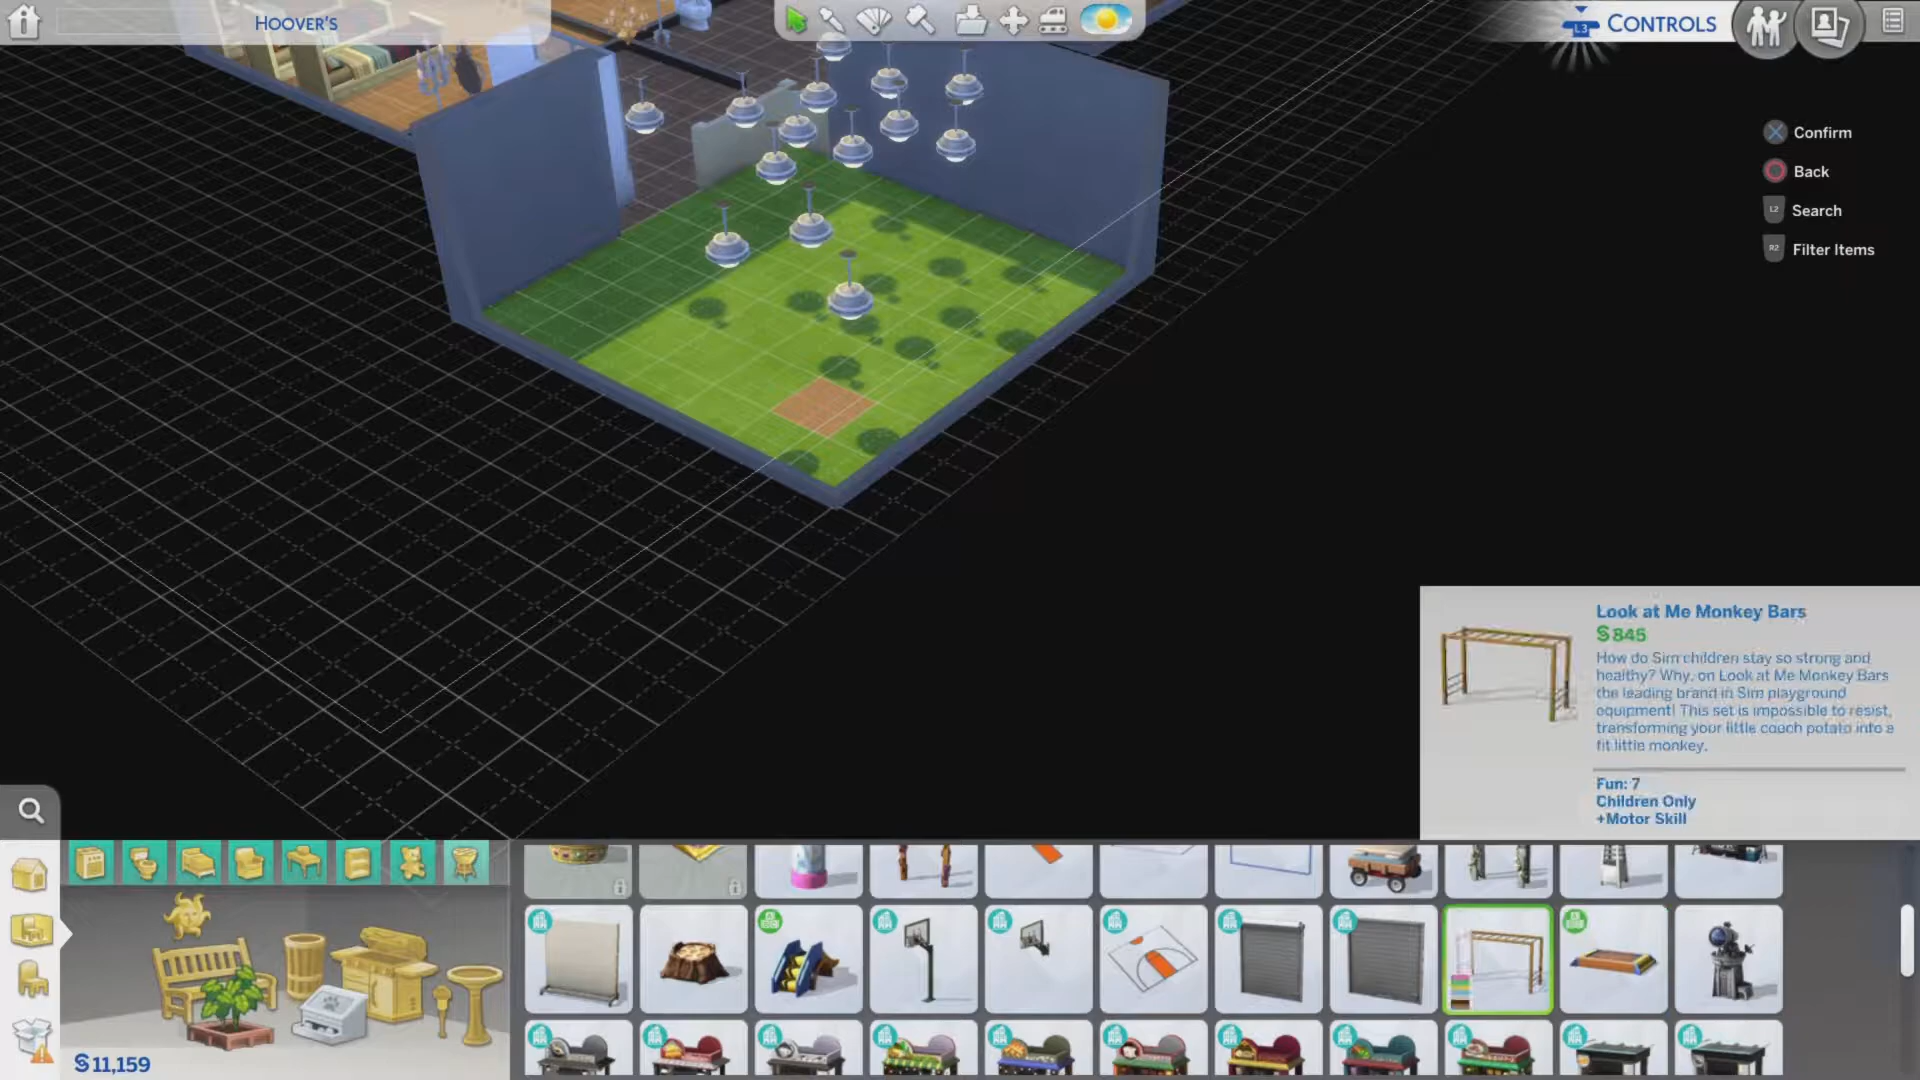 HOOVER'S
L3 CONTROLS
Confirm
Back
L2 Search
R2 Filter Items
Look at Me Monkey Bars
§845
How do Sim children stay so strong and
healthy? Why, on Look at Me Monkey Bars
the leading brand in Sim playground
equipment! This set is impossible to resist,
transforming your little couch potato into a
fit little monkey.
Fun: 7
Children Only
+Motor Skill
§11,159